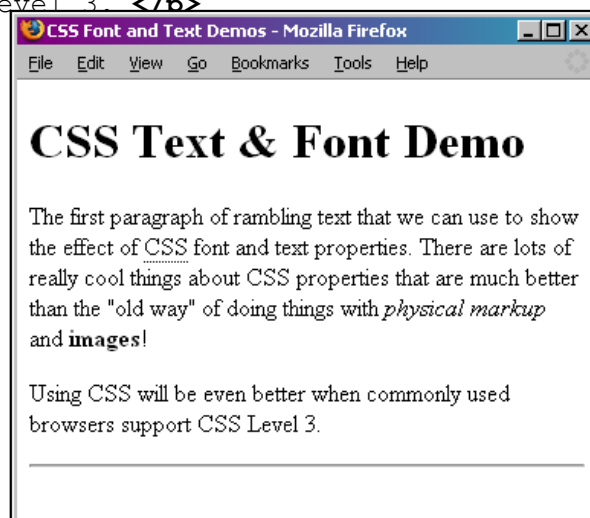 evel 3. </p>
CSS Font and Text Demos - Mozilla Firefox
File Edit View Go Bookmarks Tools Help
CSS Text & Font Demo
The first paragraph of rambling text that we can use to show
the effect of CSS font and text properties. There are lots of
really cool things about CSS properties that are much better
than the "old way" of doing things with physical markup
and images!
Using CSS will be even better when commonly used
browsers support CSS Level 3.